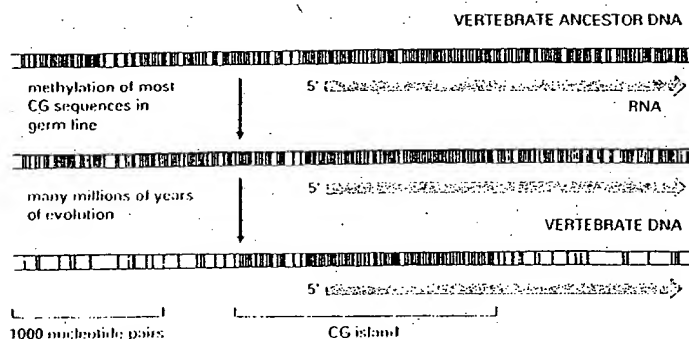 VERTEBRATE ANCESTOR DNA
methylation of most
CG sequences in
germ line
5'
RNA
many millions of years
of evolution
5'
VERTEBRATE DNA
5'
1000 nucleotide pairs
CG island